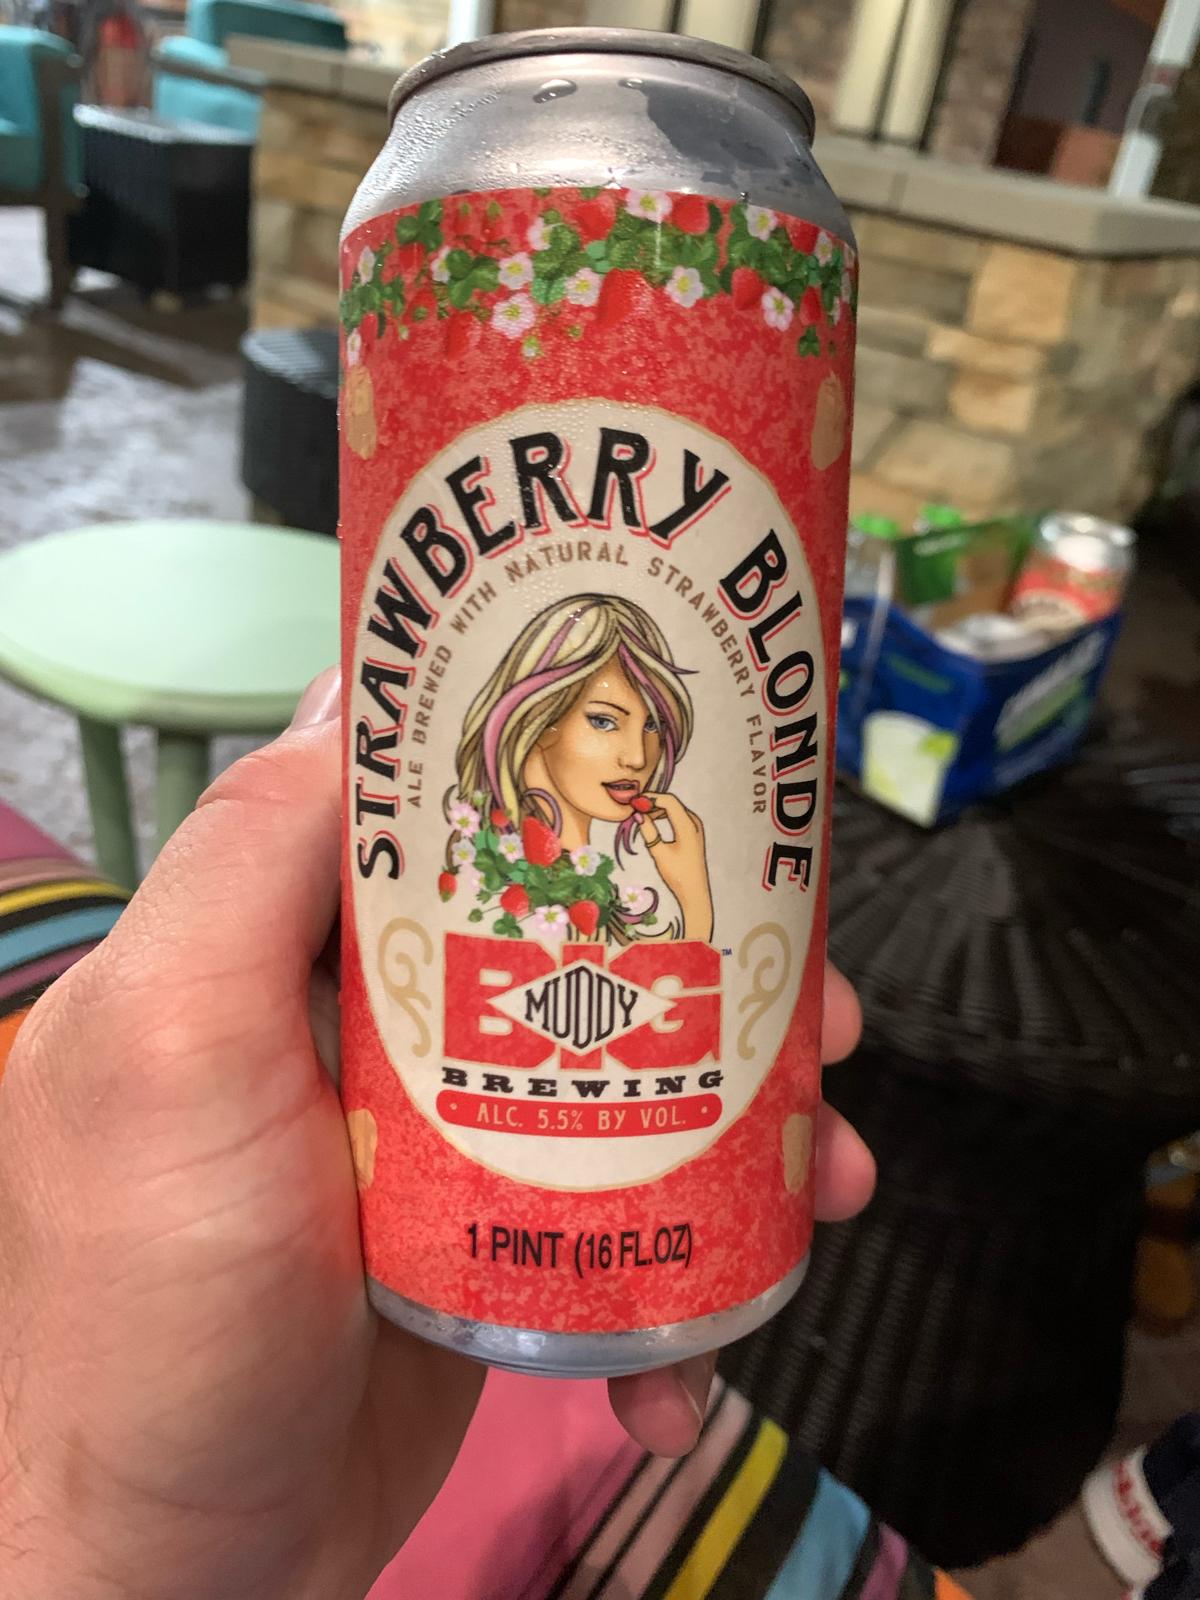 STRAWBERRY BLONDE
ALE BREWED WITH NATURAL STRAWBERRY FLAVOR
BIG™
MUDDY
BREWING
• ALC. 5.5% BY VOL. •
1 PINT (16 FL.OZ)